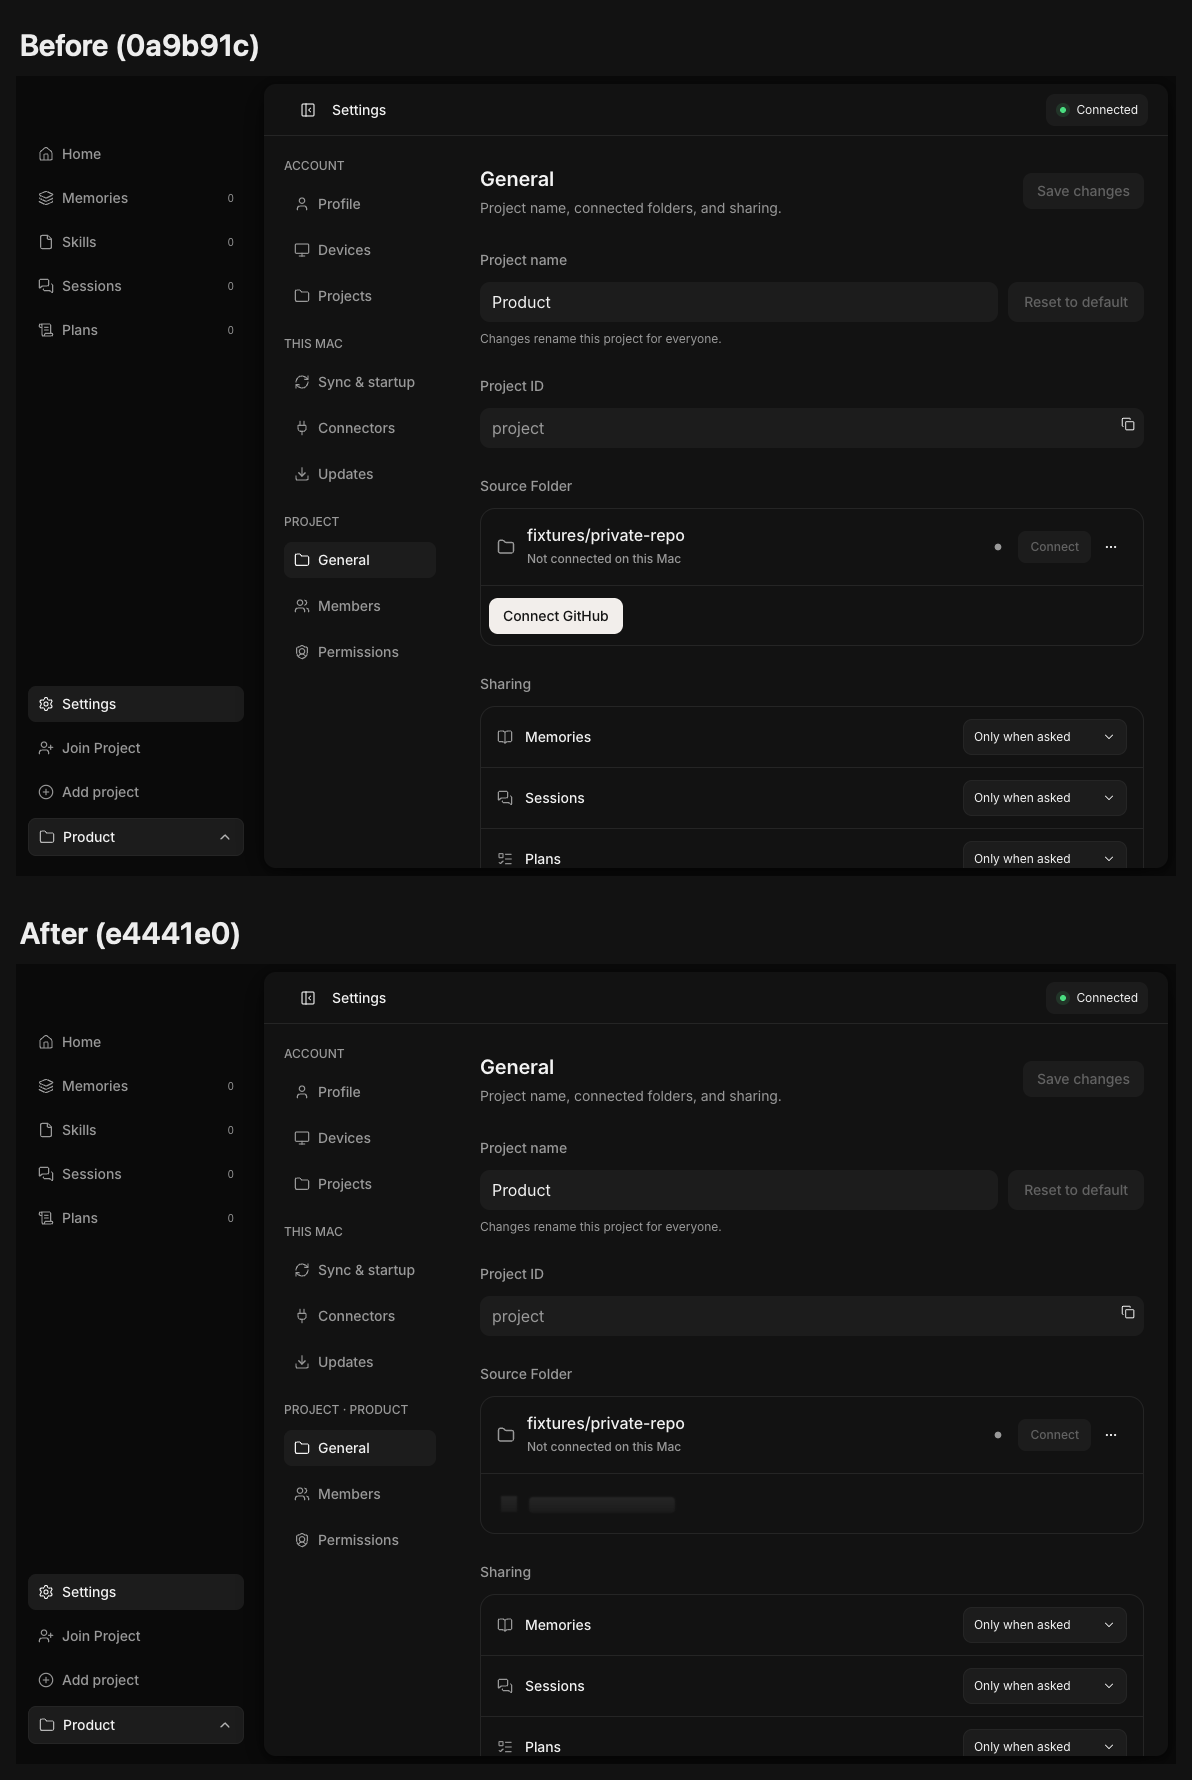 Before (0a9b91c)
Settings
Connected
Home
Memories 0
Skills 0
Sessions 0
Plans 0
Settings
Join Project
Add project
Product
ACCOUNT
Profile
Devices
Projects
THIS MAC
Sync & startup
Connectors
Updates
PROJECT
General
Members
Permissions
General
Save changes
Project name, connected folders, and sharing.
Project name
Product
Reset to default
Changes rename this project for everyone.
Project ID
project
Source Folder
fixtures/private-repo
Not connected on this Mac
Connect
Connect GitHub
Sharing
Memories
Only when asked
Sessions
Only when asked
Plans
Only when asked
After (e4441e0)
Settings
Connected
Home
Memories 0
Skills 0
Sessions 0
Plans 0
Settings
Join Project
Add project
Product
ACCOUNT
Profile
Devices
Projects
THIS MAC
Sync & startup
Connectors
Updates
PROJECT · PRODUCT
General
Members
Permissions
General
Save changes
Project name, connected folders, and sharing.
Project name
Product
Reset to default
Changes rename this project for everyone.
Project ID
project
Source Folder
fixtures/private-repo
Not connected on this Mac
Connect
Sharing
Memories
Only when asked
Sessions
Only when asked
Plans
Only when asked